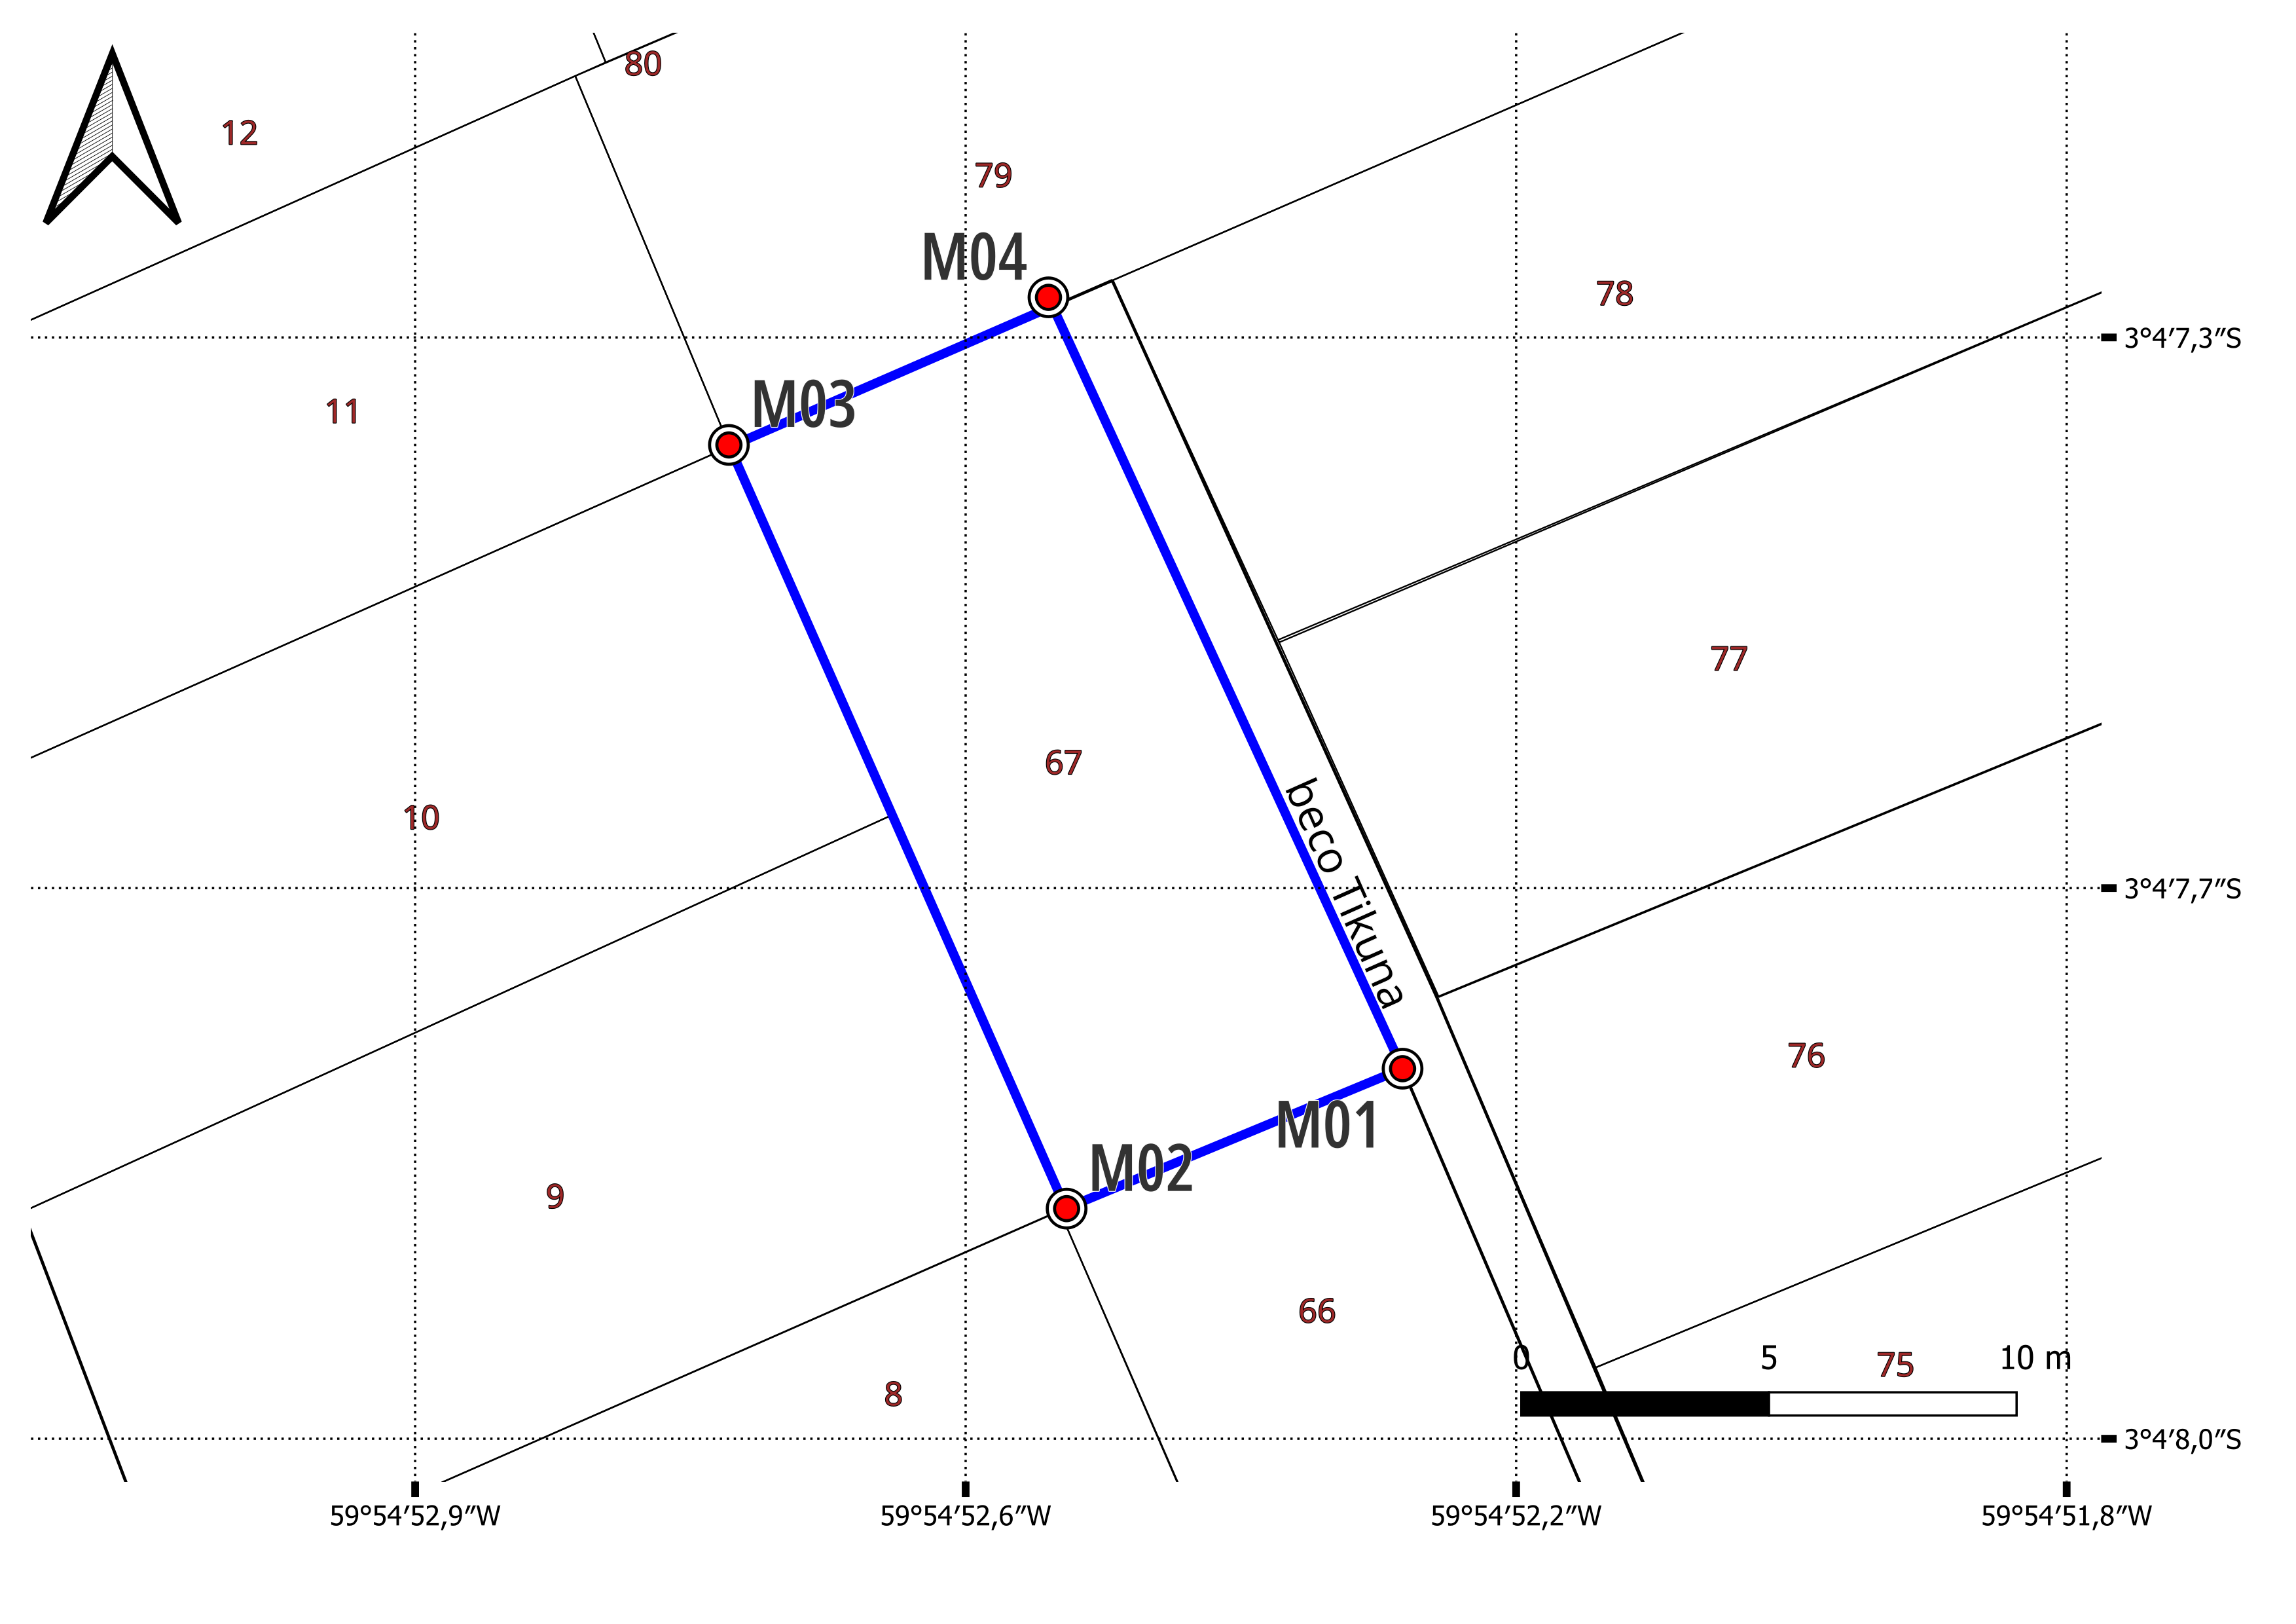 80
12
79
M04
78
3°4′7,3″S
M03
11
77
67
10
beco Tikuna
3°4′7,7″S
76
M01
M02
9
66
0 5 10 m
75
8
3°4′8,0″S
59°54′52,9″W 59°54′52,6″W 59°54′52,2″W 59°54′51,8″W